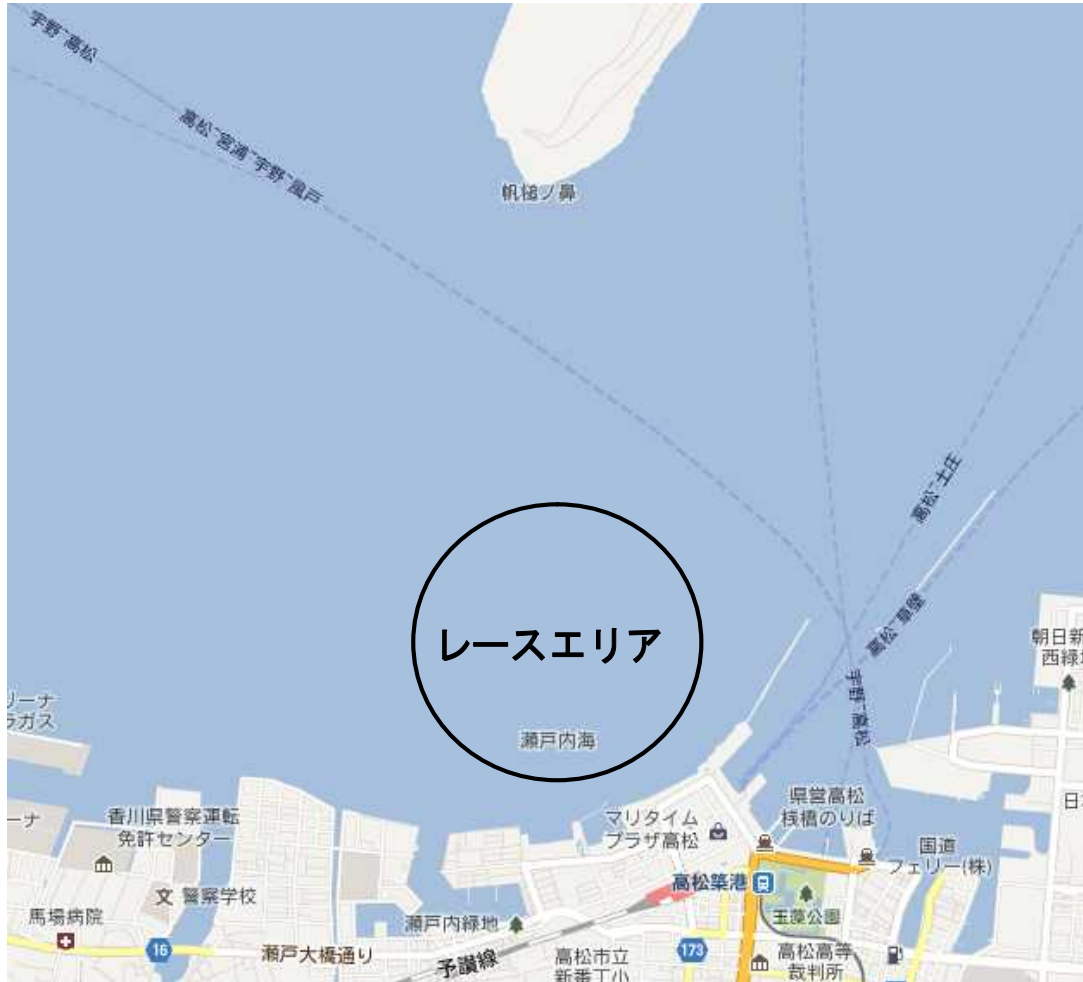 宇野-高松
高松-宮浦-宇野-風戸
帆槌ノ鼻
高松-土庄
高松-草壁
宇野-高松
レースエリア
瀬戸内海
朝日新
西緑
リーナ
ラガス
ーナ
香川県警察運転
免許センター
文 警察学校
馬場病院
16
瀬戸大橋通り
瀬戸内緑地
予讃線
マリタイム
プラザ高松
高松築港
県営高松
桟橋のりば
国道
フェリー(株)
玉藻公園
高松市立
新番丁小
173
高松高等
裁判所
日